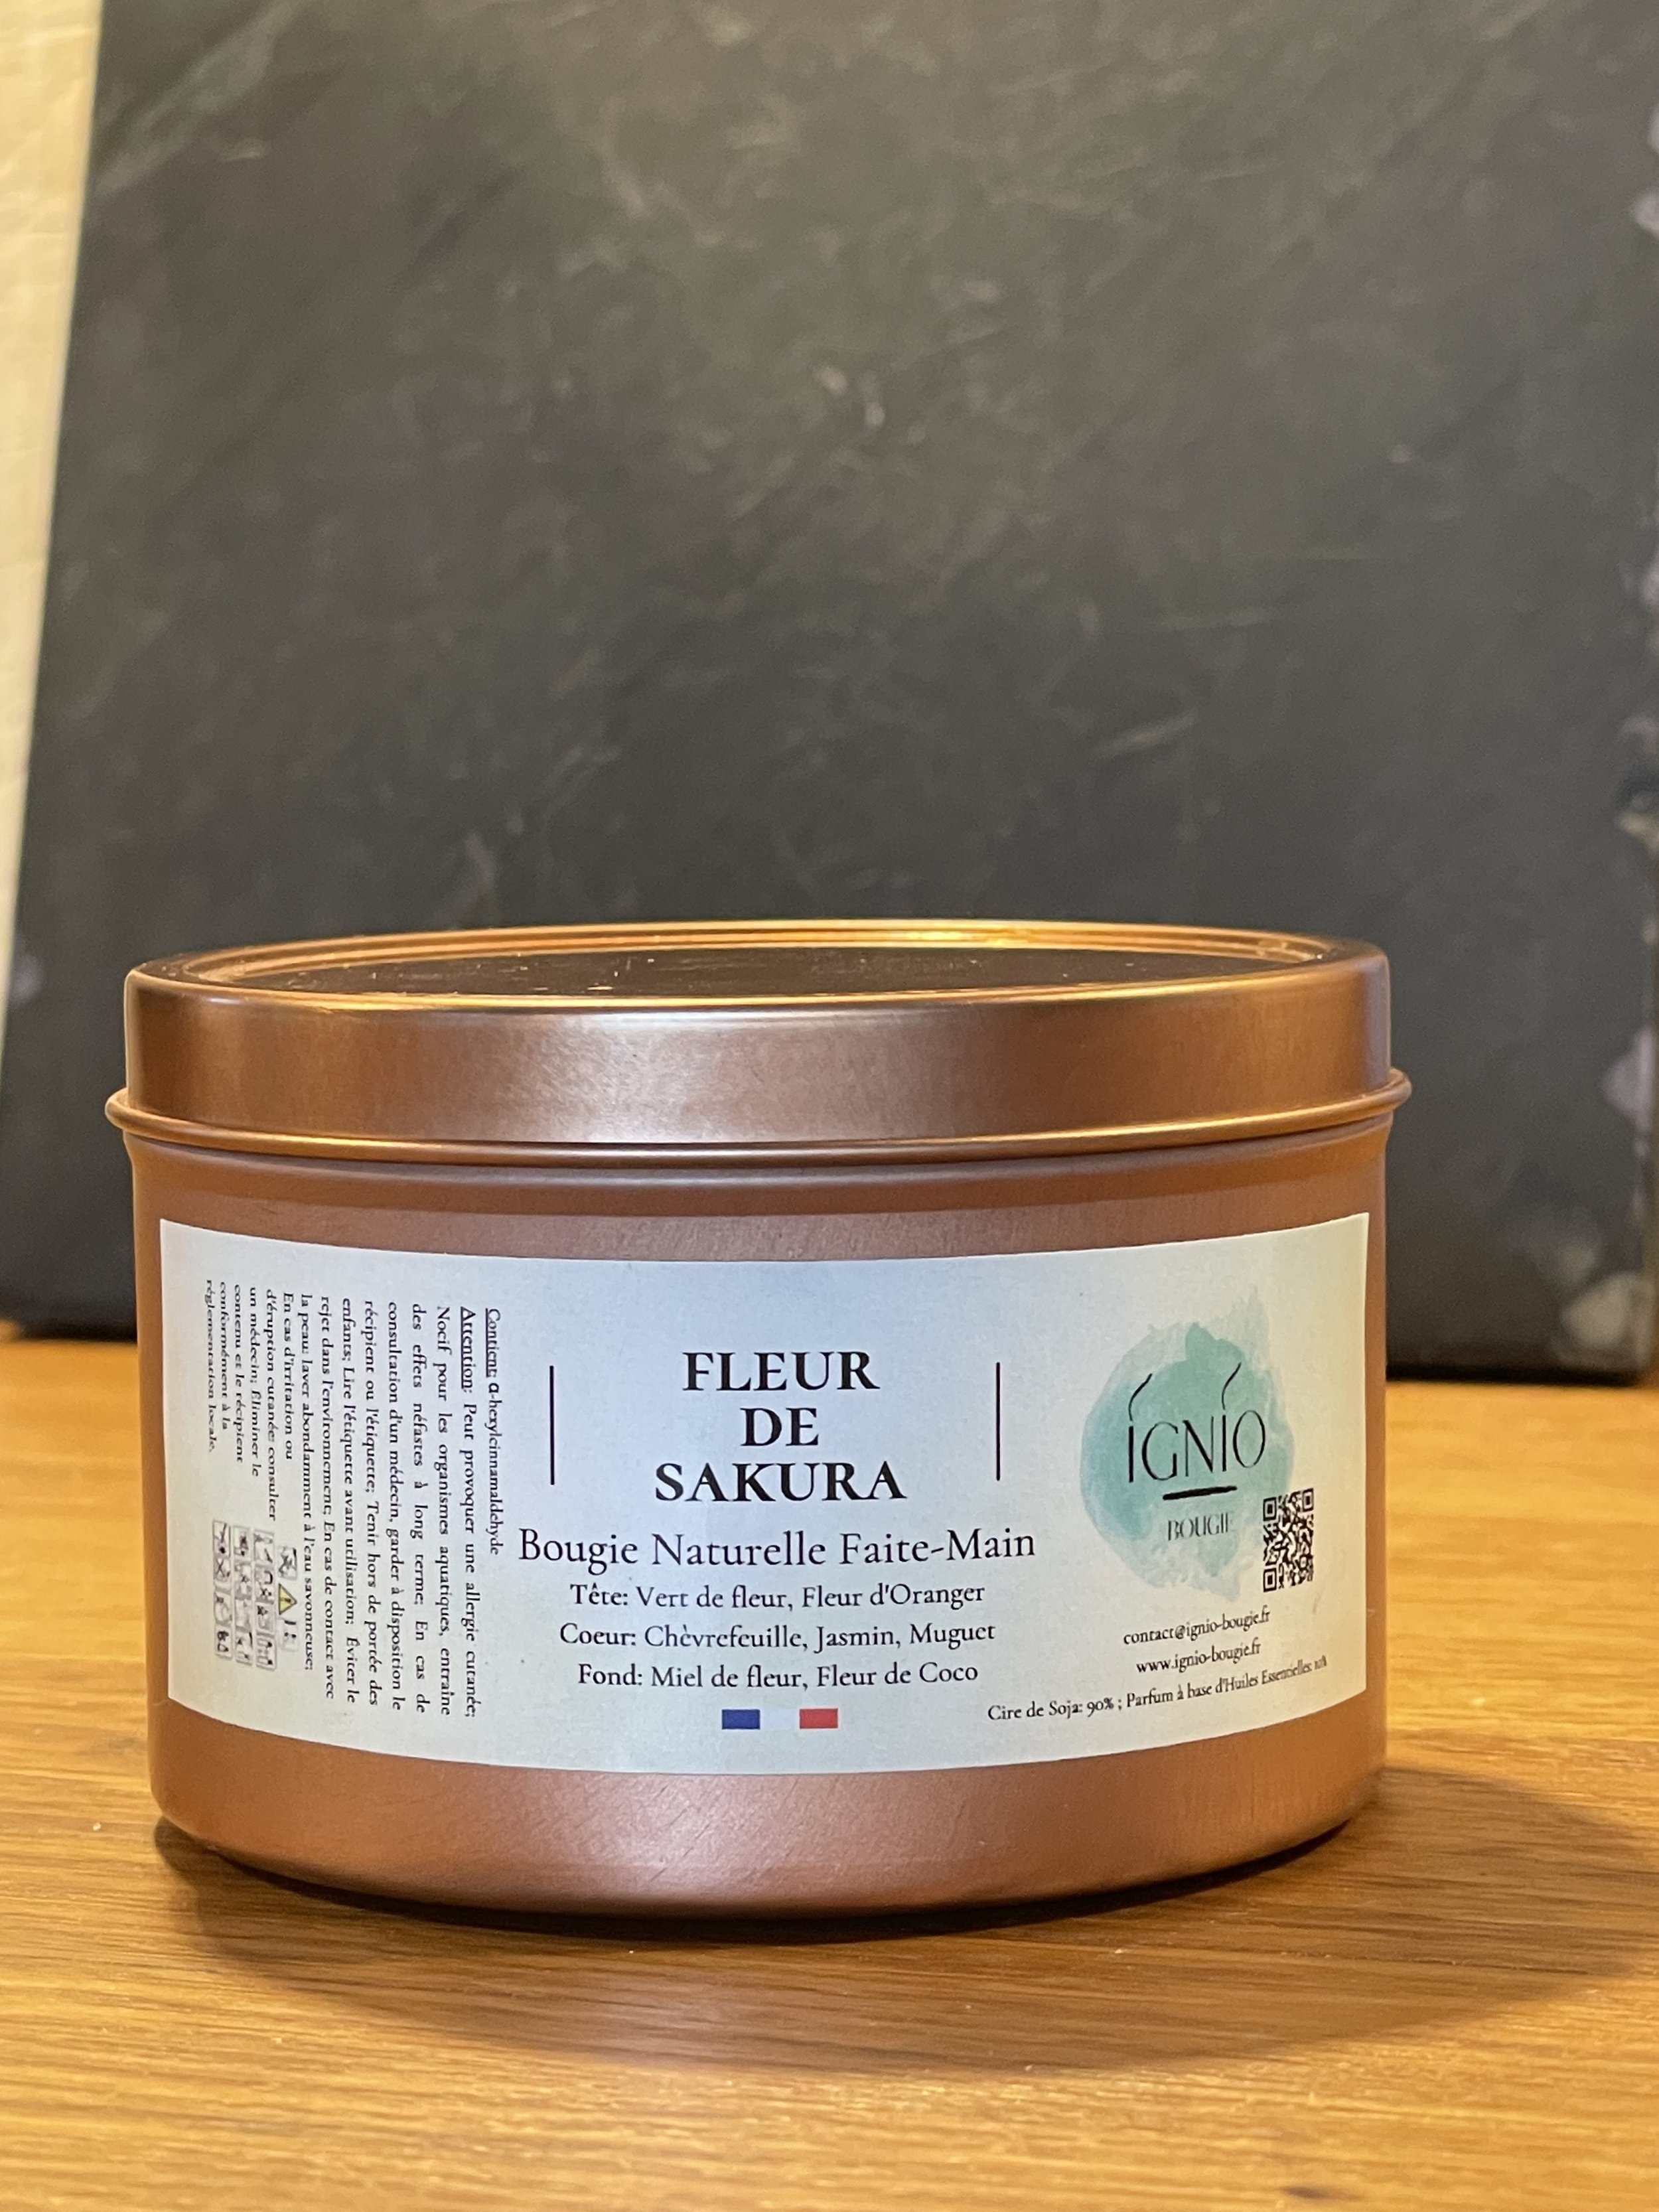 Contient: α-hexylcinnamaldehyde
Attention: Peut provoquer une allergie cutanée;
Nocif pour les organismes aquatiques, entraîne
des effets néfastes à long terme; En cas de
consultation d'un médecin, garder à disposition le
récipient ou l'étiquette; Tenir hors de portée des
enfants; Lire l'étiquette avant utilisation; Éviter le
rejet dans l'environnement; En cas de contact avec
la peau: laver abondamment à l'eau savonneuse;
En cas d'irritation ou
d'éruption cutanée: consulter
un médecin; Éliminer le
contenu et le récipient
conformément à la
réglementation locale.
FLEUR
DE
SAKURA
Bougie Naturelle Faite-Main
Tête: Vert de fleur, Fleur d'Oranger
Coeur: Chèvrefeuille, Jasmin, Muguet
Fond: Miel de fleur, Fleur de Coco
IGNIO
BOUGIE
contact@ignio-bougie.fr
www.ignio-bougie.fr
Cire de Soja: 90% ; Parfum à base d'Huiles Essentielles: 10%